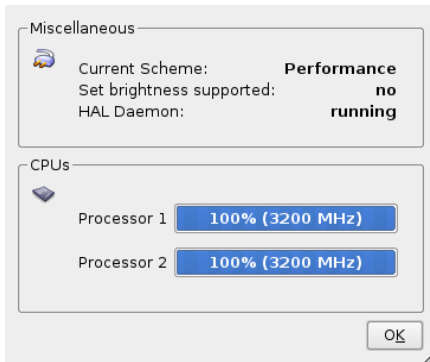 Miscellaneous
Current Scheme: Performance
Set brightness supported: no
HAL Daemon: running
CPUs
Processor 1 100% (3200 MHz)
Processor 2 100% (3200 MHz)
OK